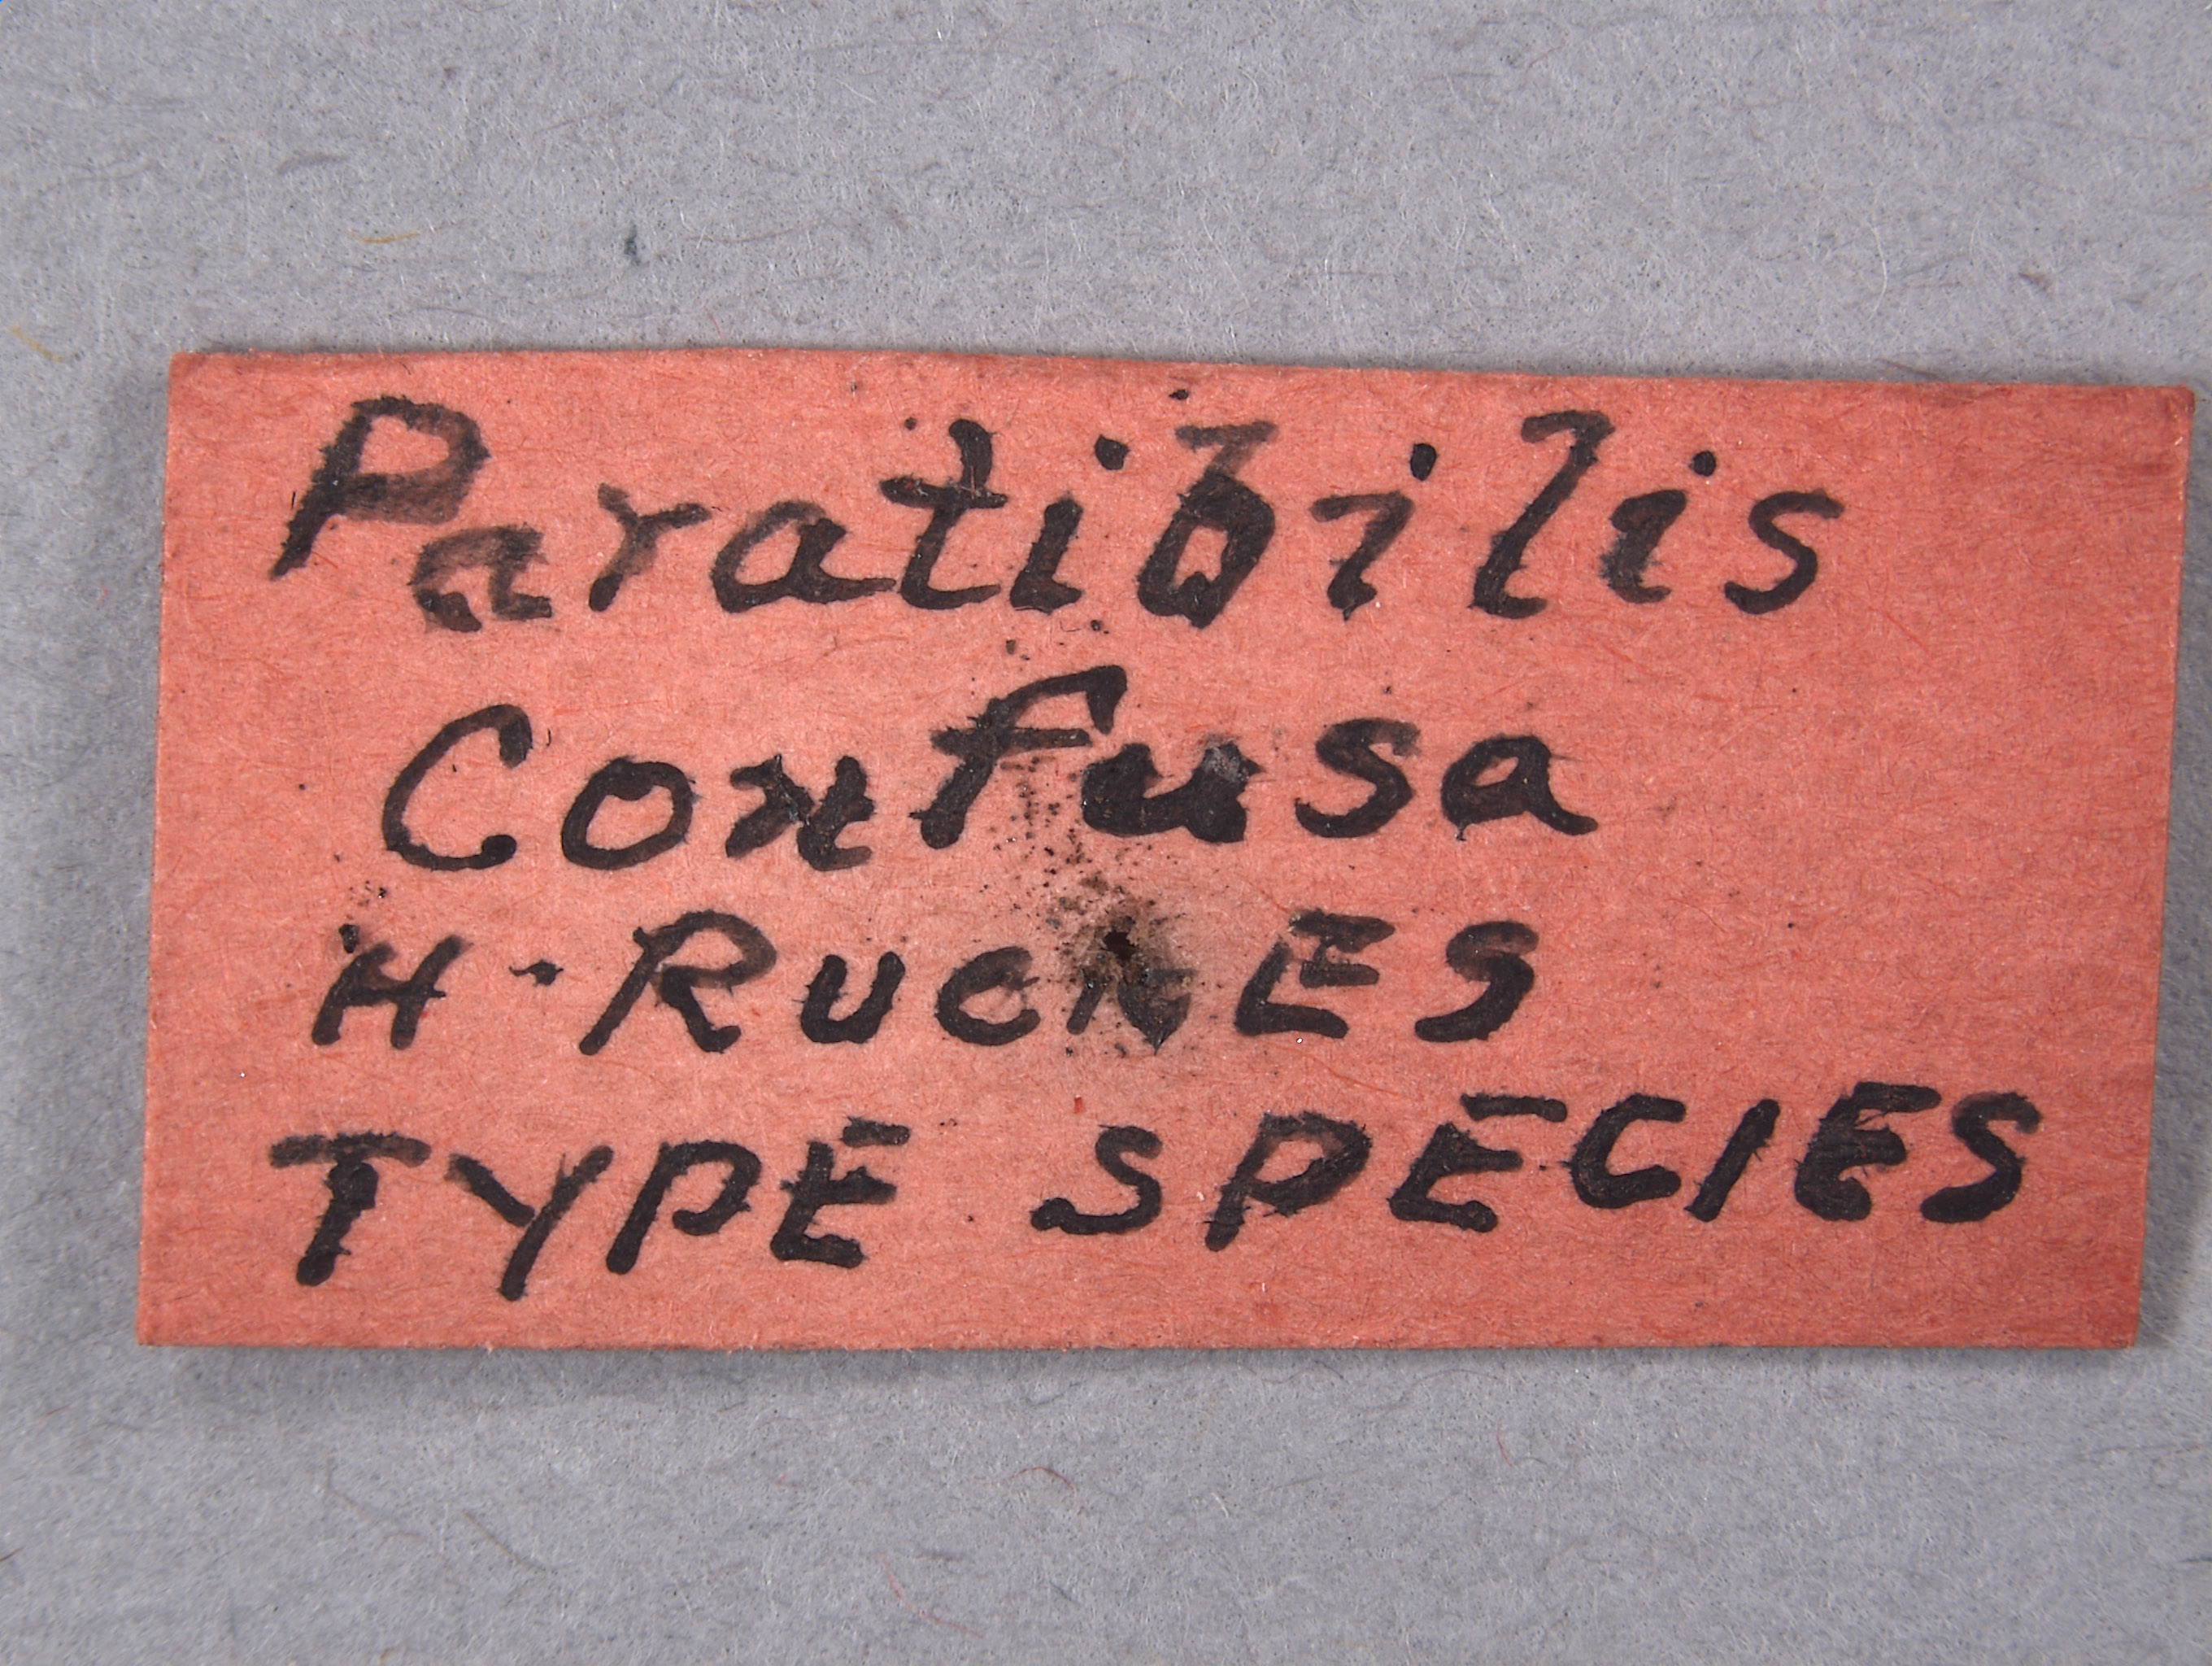 Paratibilis
Confusa
H. RUCKES
TYPE SPECIES